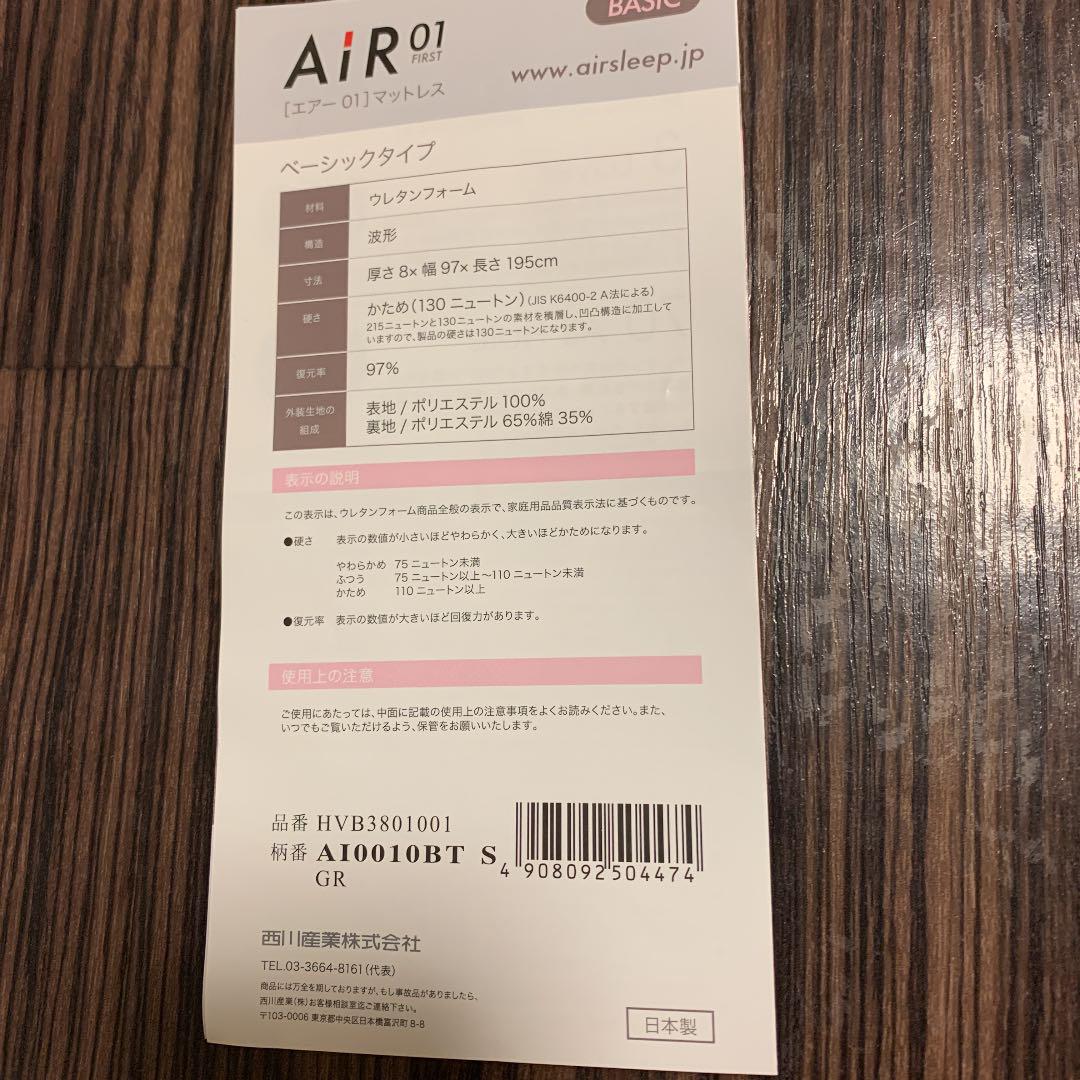 BASIC
AiR 01
FIRST
www.airsleep.jp
[エアー 01]マットレス
ベーシックタイプ
材料 ウレタンフォーム
構造 波形
寸法 厚さ 8× 幅 97× 長さ 195cm
硬さ かため(130 ニュートン)(JIS K6400-2 A法による)
215ニュートンと130ニュートンの素材を積層し、凹凸構造に加工して
いますので、製品の硬さは130ニュートンになります。
復元率 97%
外装生地の
組成
表地 / ポリエステル 100%
裏地 / ポリエステル 65%綿 35%
表示の説明
この表示は、ウレタンフォーム商品全般の表示で、家庭用品品質表示法に基づくものです。
●硬さ 表示の数値が小さいほどやわらかく、大きいほどかためになります。
やわらかめ 75 ニュートン未満
ふつう 75 ニュートン以上~110 ニュートン未満
かため 110 ニュートン以上
●復元率 表示の数値が大きいほど回復力があります。
使用上の注意
ご使用にあたっては、中面に記載の使用上の注意事項をよくお読みください。また、
いつでもご覧いただけるよう、保管をお願いいたします。
品番 HVB3801001
柄番 AI0010BT S
GR
4 908092 504474
西川産業株式会社
TEL.03-3664-8161(代表)
商品には万全を期しておりますが、もし事故品がありましたら、
西川産業(株)お客様相談室迄ご連絡下さい。
〒103-0006 東京都中央区日本橋富沢町 8-8
日本製